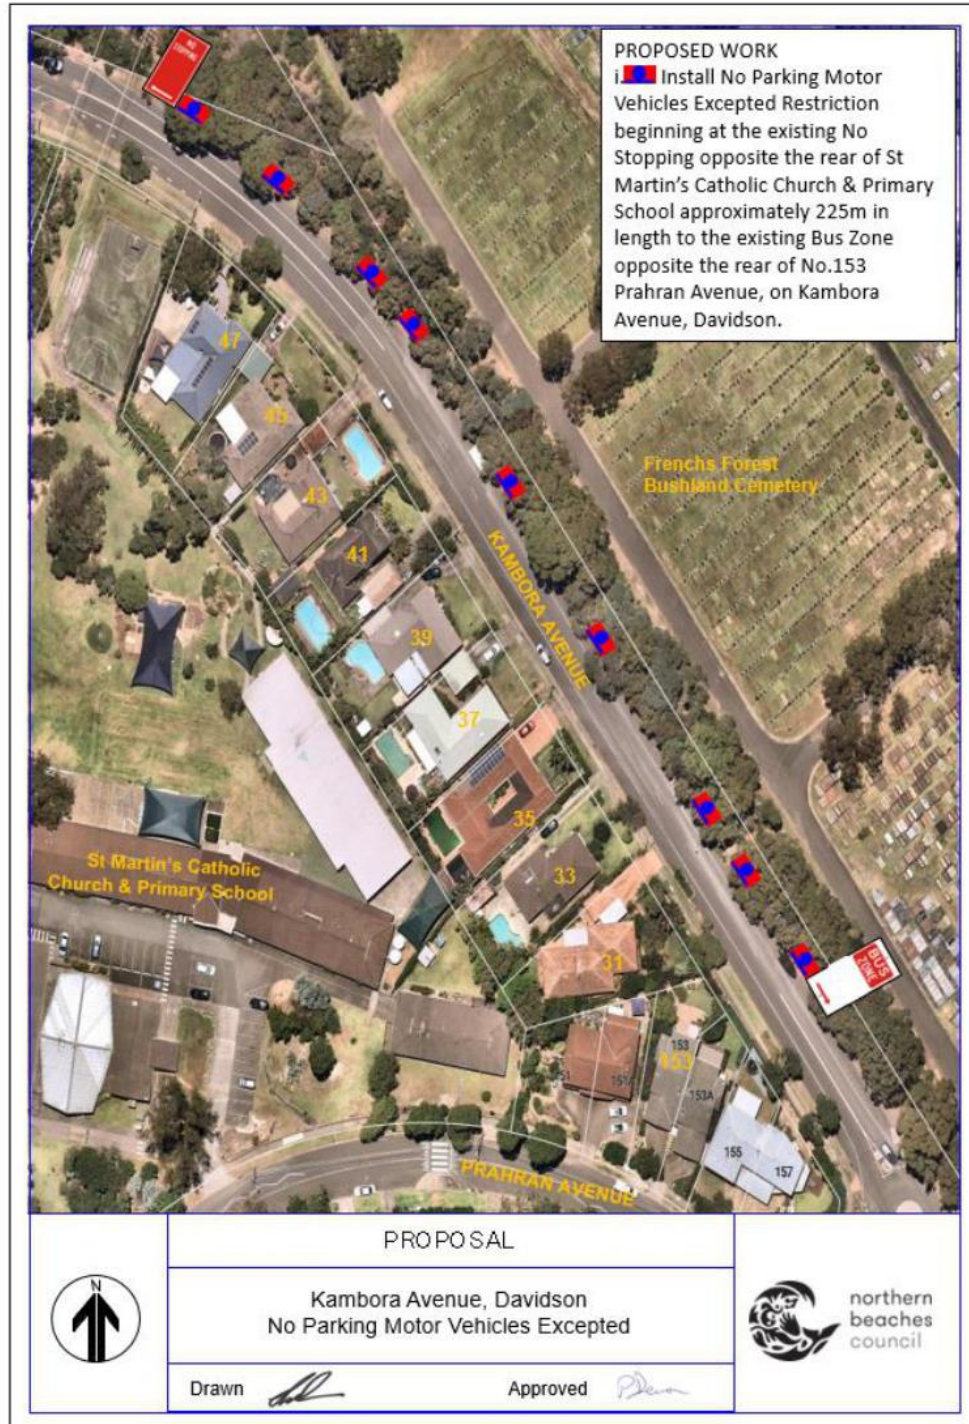 NO
STOPPING
PROPOSED WORK
i. Install No Parking Motor
Vehicles Excepted Restriction
beginning at the existing No
Stopping opposite the rear of St
Martin's Catholic Church & Primary
School approximately 225m in
length to the existing Bus Zone
opposite the rear of No.153
Prahran Avenue, on Kambora
Avenue, Davidson.
47
45
43
41
39
37
35
33
31
Frenchs Forest
Bushland Cemetery
KAMBORA AVENUE
St Martin's Catholic
Church & Primary School
BUS
ZONE
153
153
153A
155
157
PRAHRAN AVENUE
PROPOSAL
N
Kambora Avenue, Davidson
No Parking Motor Vehicles Excepted
northern
beaches
council
Drawn
Approved